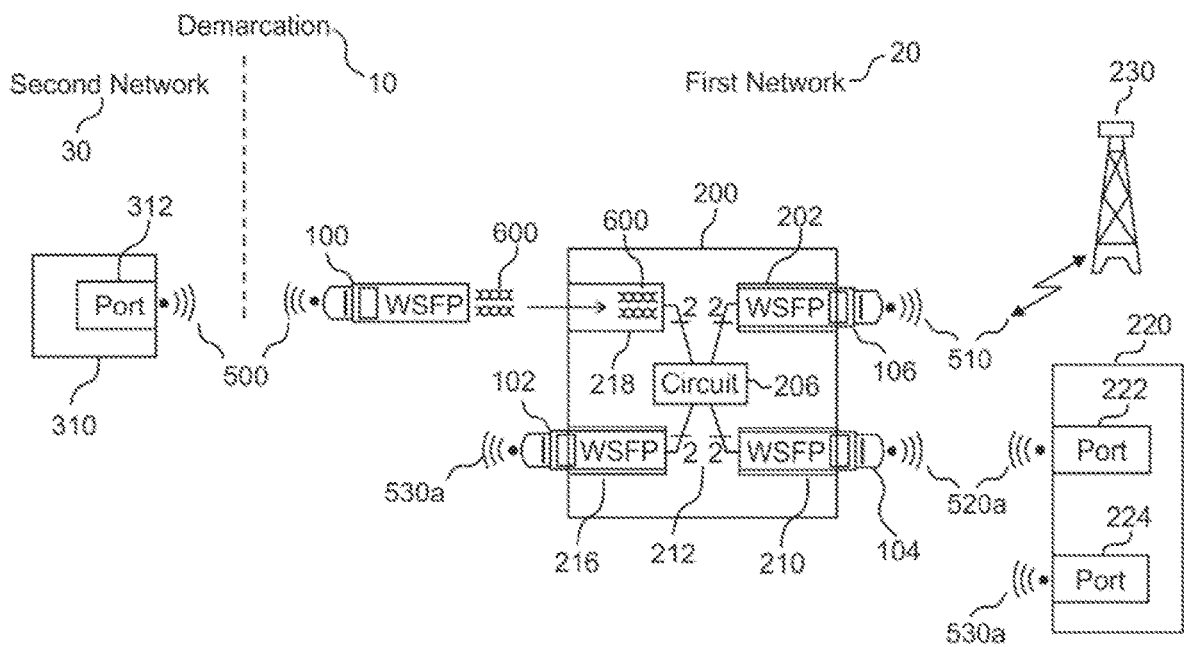 Demarcation
10
20
Second Network
First Network
30
230
200
312
600
202
100
600
Port
WSFP
2
2
WSFP
510
500
218
Circuit
206
106
220
310
102
222
WSFP
2
2
WSFP
Port
530a
520a
224
216
212
210
104
Port
530a